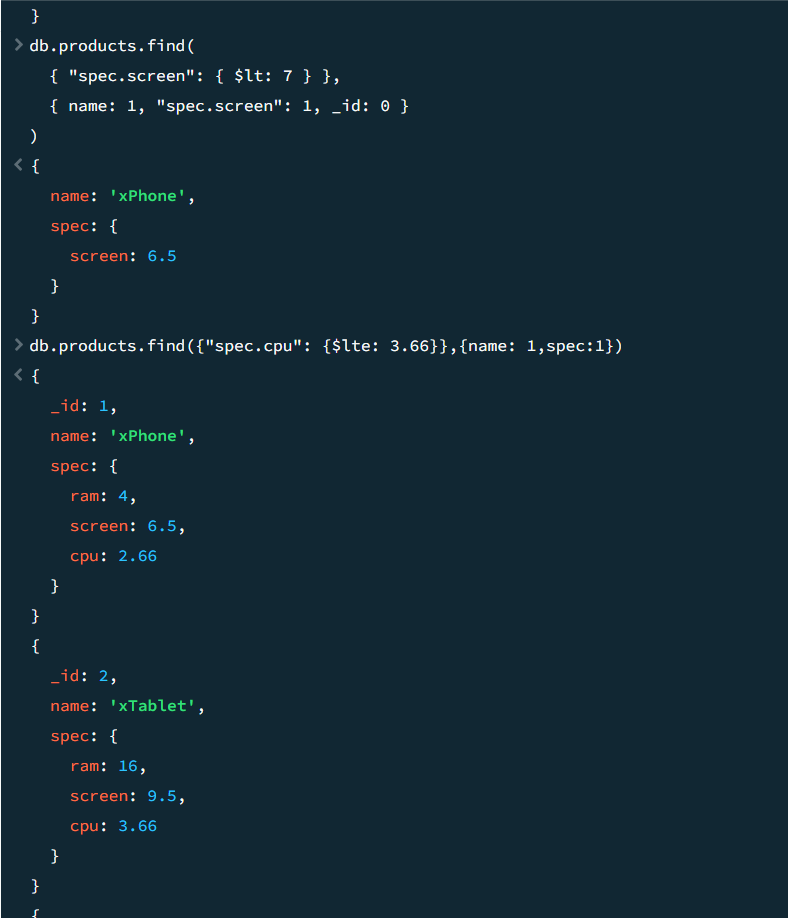 }
> db.products.find(
{ "spec.screen": { $lt: 7 } },
{ name: 1, "spec.screen": 1, _id: 0 }
)
< {
name: 'xPhone',
spec: {
screen: 6.5
}
}
> db.products.find({"spec.cpu": {$lte: 3.66}},{name: 1,spec:1})
< {
_id: 1,
name: 'xPhone',
spec: {
ram: 4,
screen: 6.5,
cpu: 2.66
}
}
{
_id: 2,
name: 'xTablet',
spec: {
ram: 16,
screen: 9.5,
cpu: 3.66
}
}
{